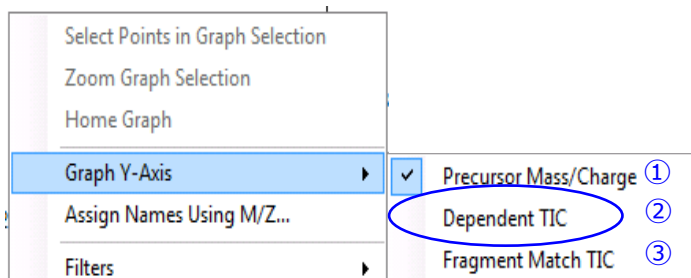 Select Points in Graph Selection
Zoom Graph Selection
Home Graph
Graph Y-Axis
Assign Names Using M/Z...
Filters
Precursor Mass/Charge ①
Dependent TIC ②
Fragment Match TIC ③